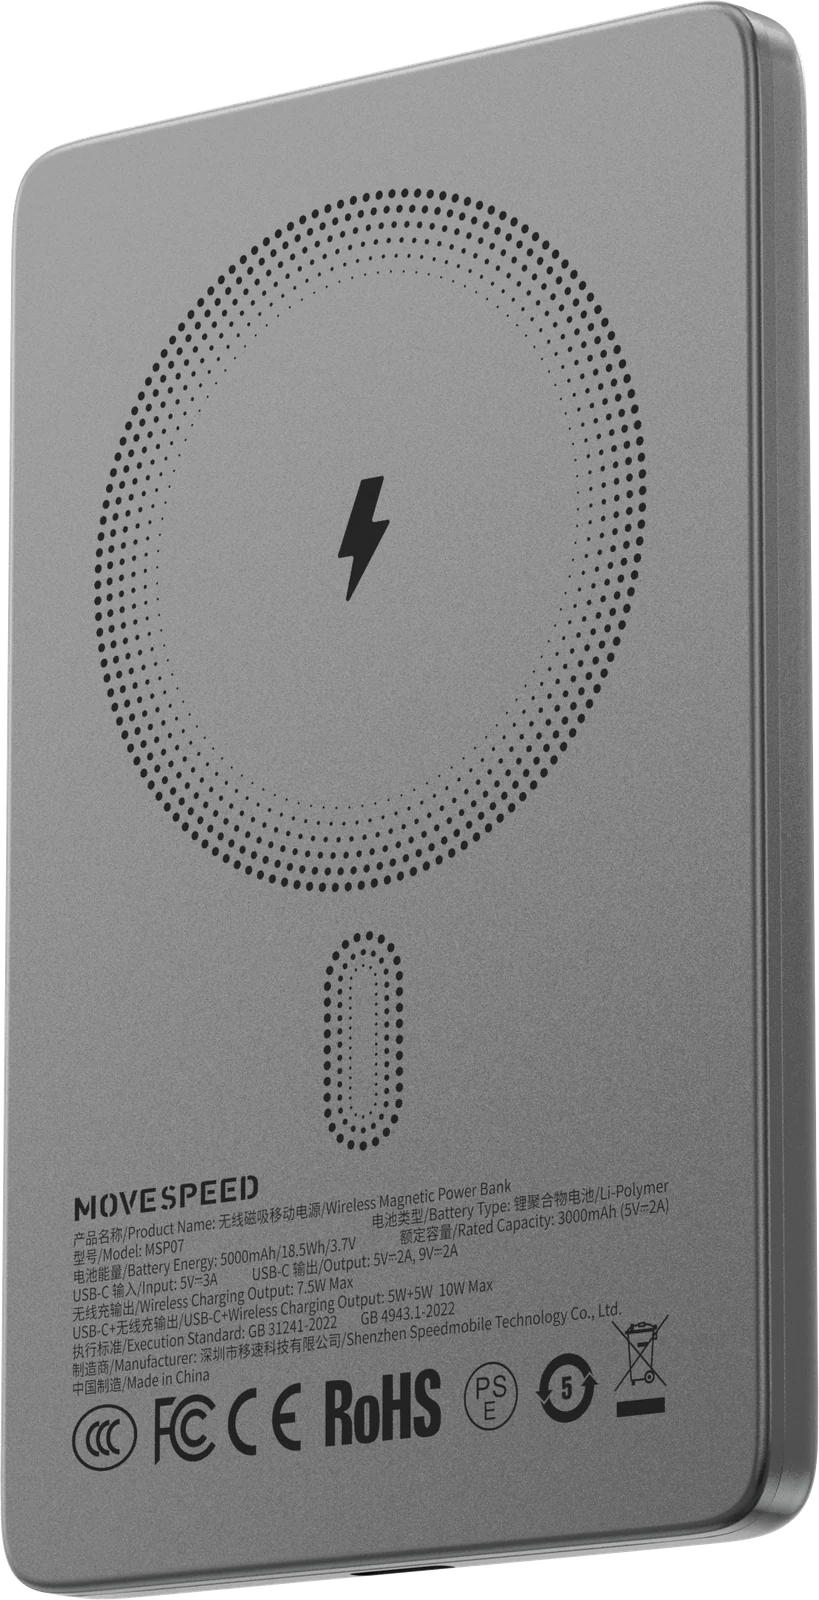 MOVESPEED
产品名称/Product Name: 无线磁吸移动电源/Wireless Magnetic Power Bank
型号/Model: MSP07 电池类型/Battery Type: 锂聚合物电池/Li-Polymer
电池能量/Battery Energy: 5000mAh/18.5Wh/3.7V 额定容量/Rated Capacity: 3000mAh (5V⎓2A)
USB-C 输入/Input: 5V⎓3A USB-C 输出/Output: 5V⎓2A, 9V⎓2A
无线充输出/Wireless Charging Output: 7.5W Max
USB-C+无线充输出/USB-C+Wireless Charging Output: 5W+5W 10W Max
执行标准/Execution Standard: GB 31241-2022 GB 4943.1-2022
制造商/Manufacturer: 深圳市移速科技有限公司/Shenzhen Speedmobile Technology Co., Ltd.
中国制造/Made in China
CCC FC CE RoHS PSE 5